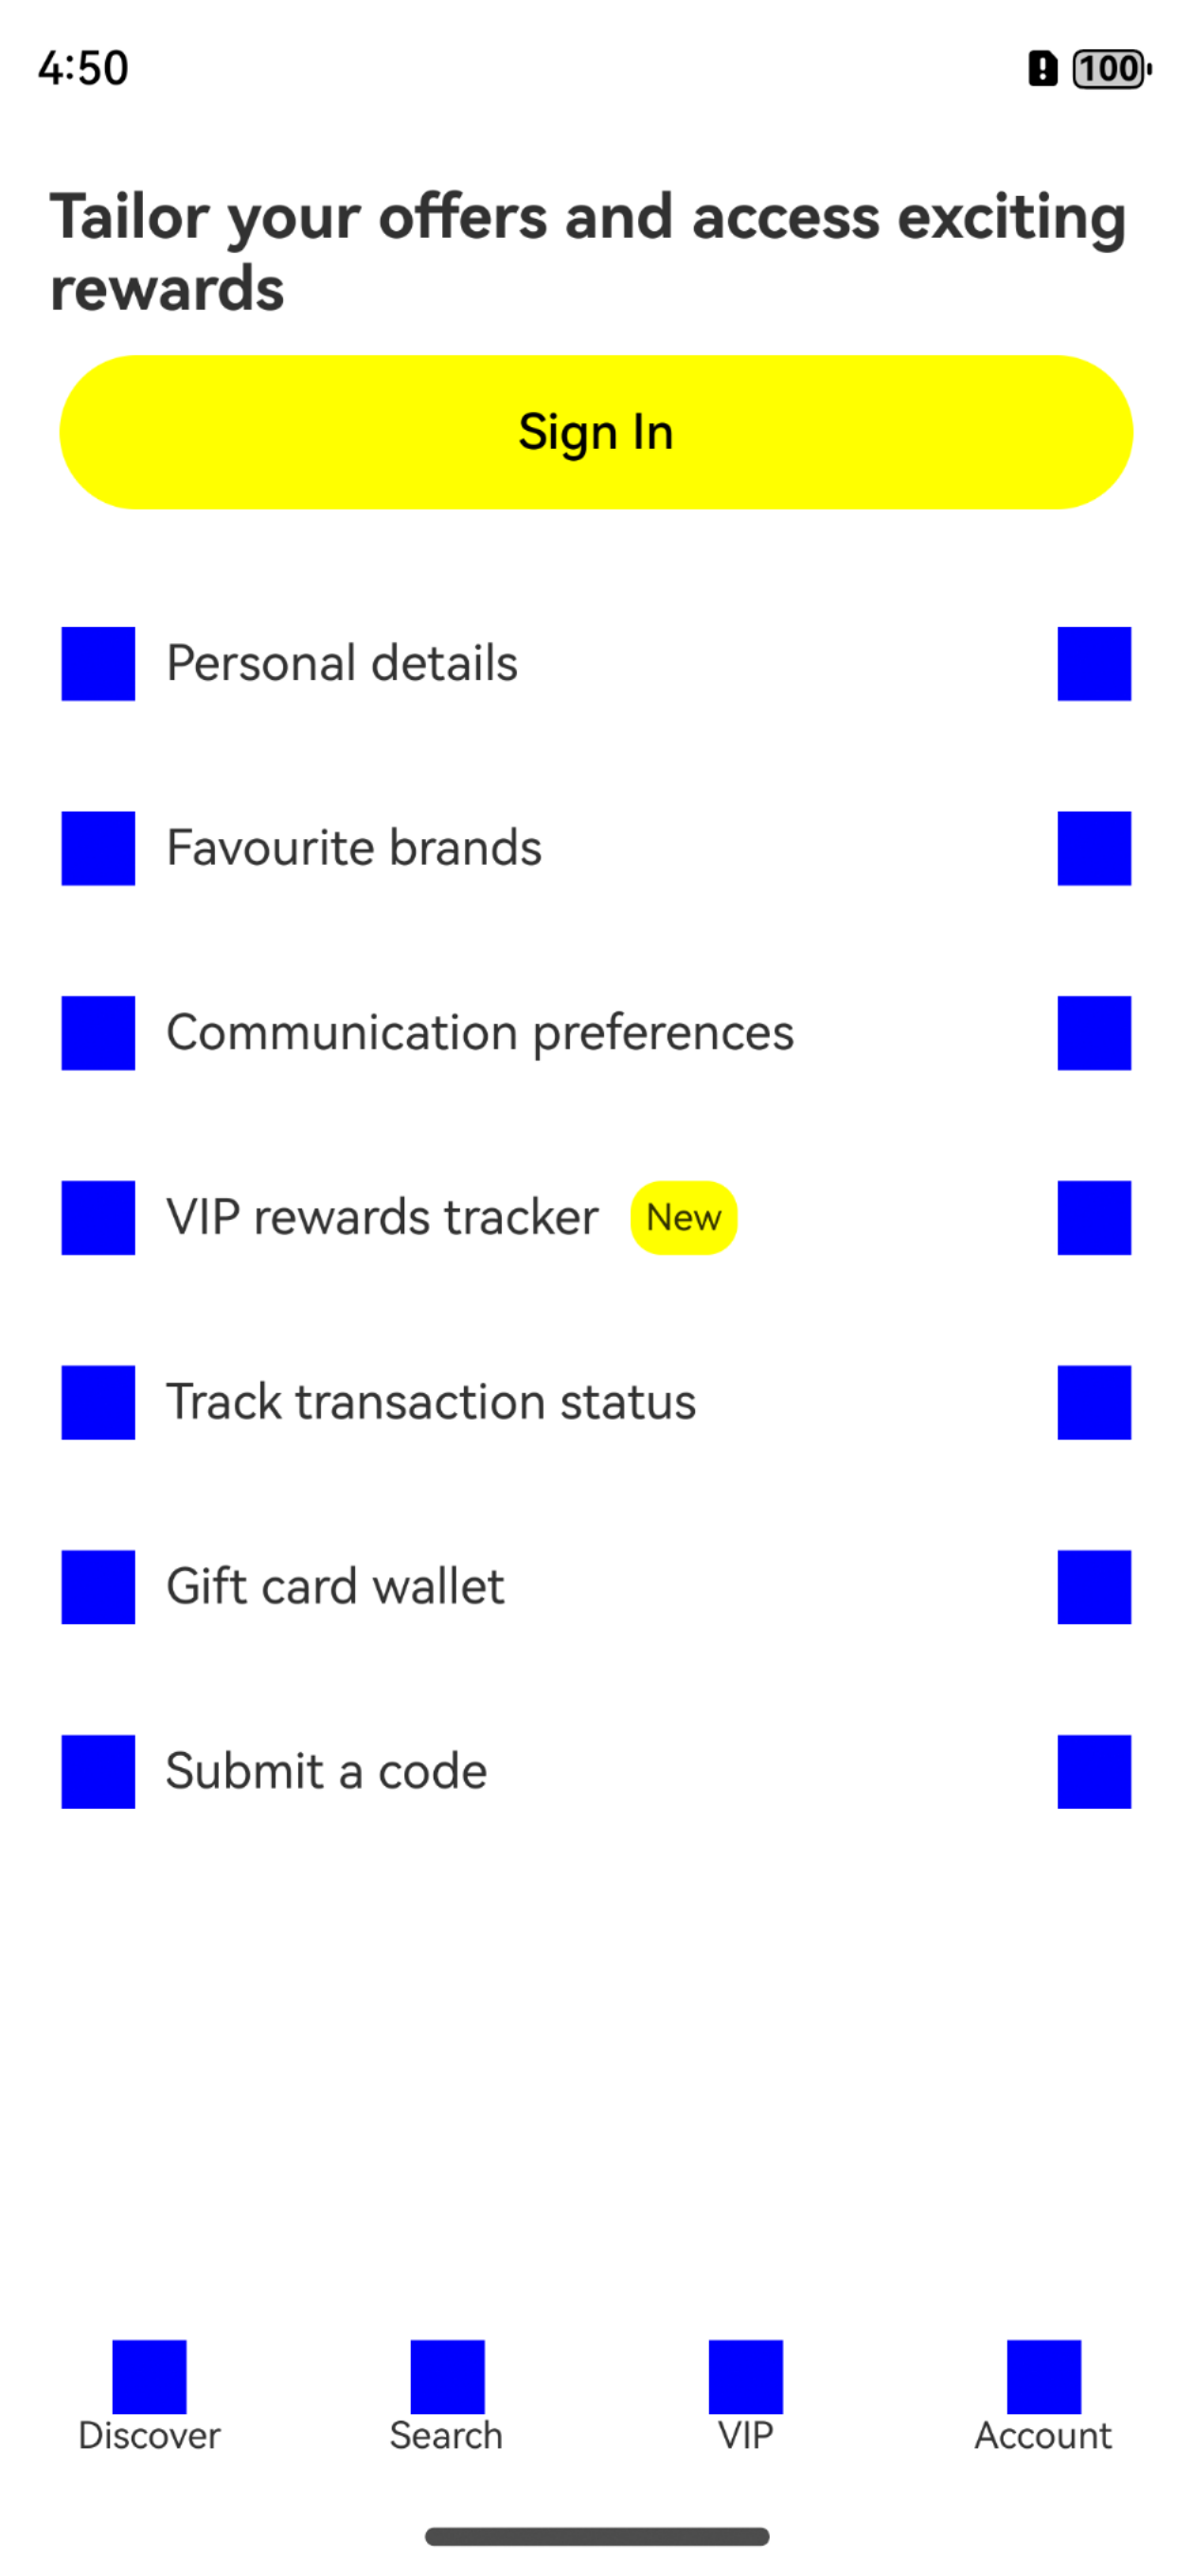 4:50
100
Tailor your offers and access exciting
rewards
Sign In
Personal details
Favourite brands
Communication preferences
VIP rewards tracker New
Track transaction status
Gift card wallet
Submit a code
Discover Search VIP Account